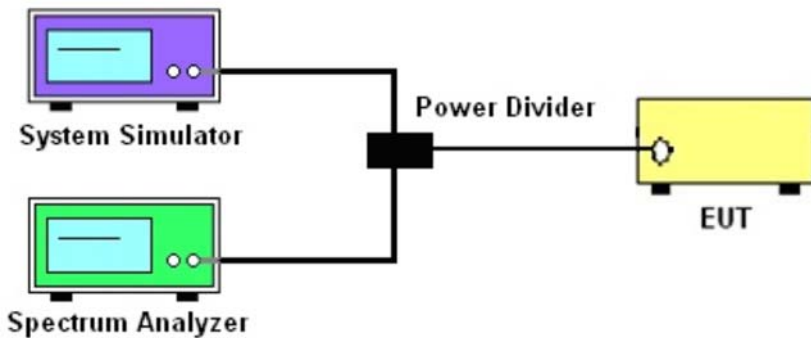 System Simulator
Power Divider
EUT
Spectrum Analyzer